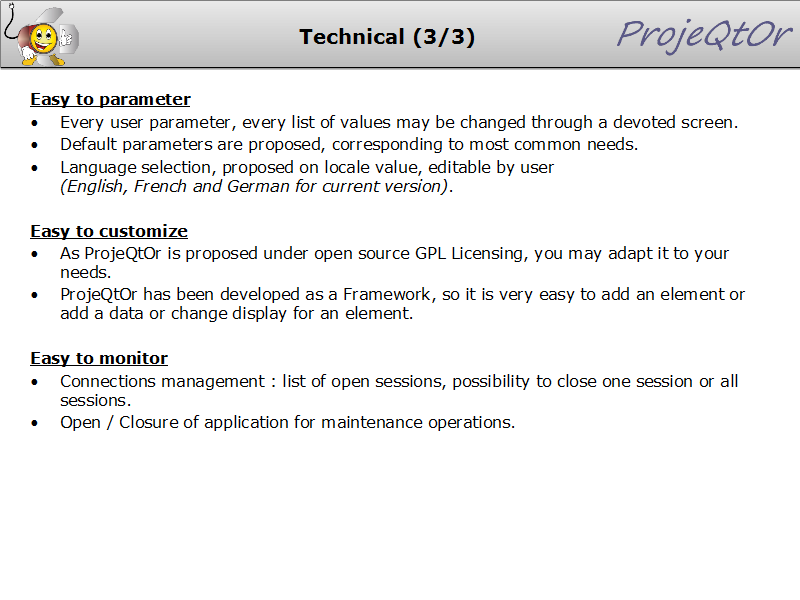 Technical (3/3)
ProjeQtOr
Easy to parameter
• Every user parameter, every list of values may be changed through a devoted screen.
• Default parameters are proposed, corresponding to most common needs.
• Language selection, proposed on locale value, editable by user
(English, French and German for current version).
Easy to customize
• As ProjeQtOr is proposed under open source GPL Licensing, you may adapt it to your
needs.
• ProjeQtOr has been developed as a Framework, so it is very easy to add an element or
add a data or change display for an element.
Easy to monitor
• Connections management : list of open sessions, possibility to close one session or all
sessions.
• Open / Closure of application for maintenance operations.